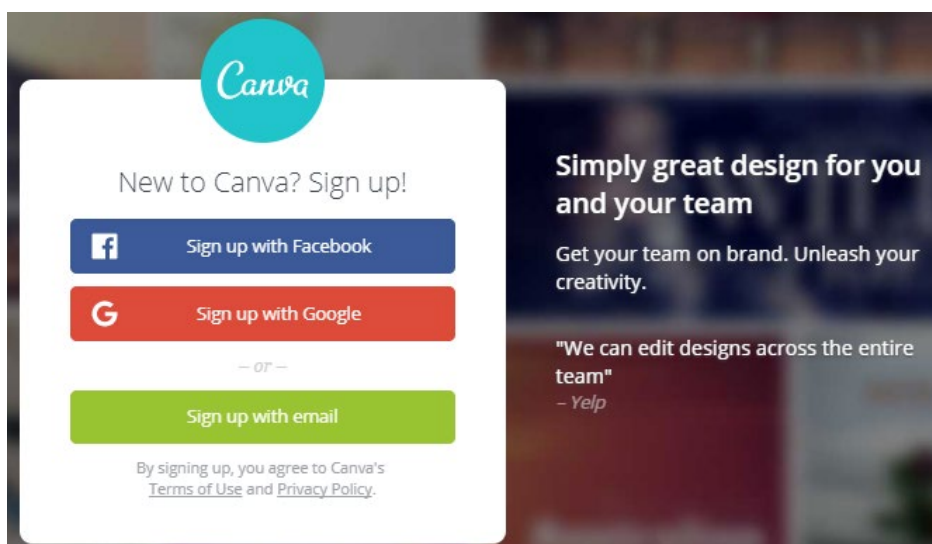 Canva
New to Canva? Sign up!
Sign up with Facebook
Sign up with Google
– or –
Sign up with email
By signing up, you agree to Canva's
Terms of Use and Privacy Policy.
Simply great design for you
and your team
Get your team on brand. Unleash your
creativity.
"We can edit designs across the entire
team"
– Yelp